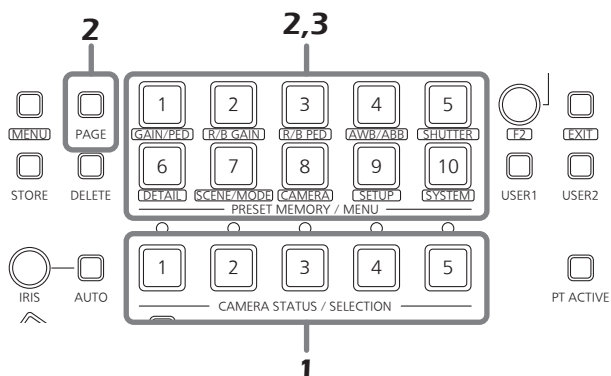 2
2,3
1 2 3 4 5
MENU PAGE GAIN/PED R/B GAIN R/B PED AWB/ABB SHUTTER F2 EXIT
6 7 8 9 10
STORE DELETE DETAIL SCENE/MODE CAMERA SETUP SYSTEM USER1 USER2
PRESET MEMORY / MENU
1 2 3 4 5
IRIS AUTO PT ACTIVE
CAMERA STATUS / SELECTION
1